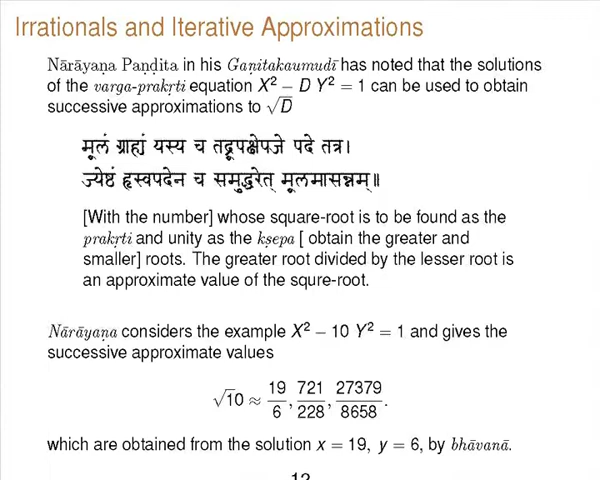 Irrationals and Iterative Approximations
Nārāyaṇa Paṇḍita in his Gaṇitakaumudī has noted that the solutions
of the varga-prakṛti equation X² − D Y² = 1 can be used to obtain
successive approximations to √D
मूलं ग्राह्यं यस्य च तद्रूपक्षेपजे पदे तत्र।
ज्येष्ठं ह्रस्वपदेन च समुद्धरेत् मूलमासन्नम्॥
[With the number] whose square-root is to be found as the
prakṛti and unity as the kṣepa [ obtain the greater and
smaller] roots. The greater root divided by the lesser root is
an approximate value of the squre-root.
Nārāyaṇa considers the example X² − 10 Y² = 1 and gives the
successive approximate values
√10 ≈ 19/6, 721/228, 27379/8658.
which are obtained from the solution x = 19, y = 6, by bhāvanā.